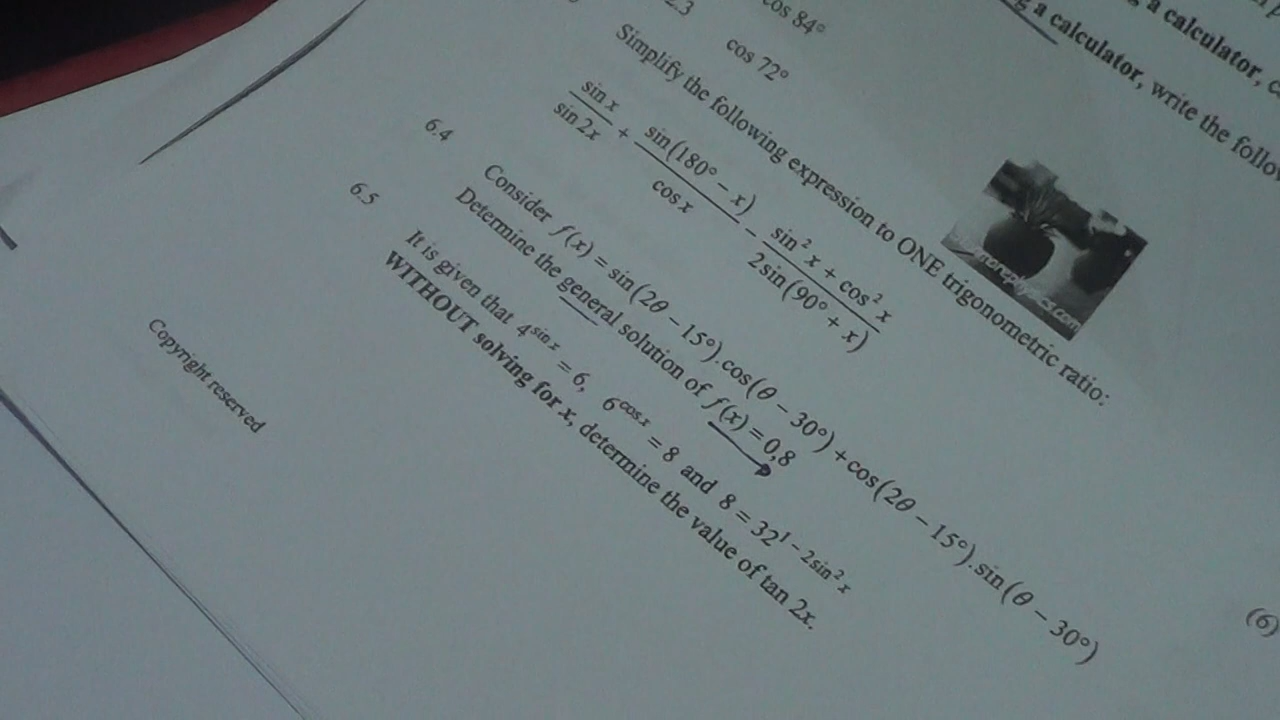 g a calculator, c
g a calculator, write the follow
2.3
cos 84°
cos 72°
Simplify the following expression to ONE trigonometric ratio:
sin x / sin 2x + sin(180° − x) / cos x − sin² x + cos² x / 2sin(90° + x)
6.4 Consider f(x) = sin(2θ − 15°).cos(θ − 30°) + cos(2θ − 15°).sin(θ − 30°)
Determine the general solution of f(x) = 0,8
(6)
6.5 It is given that 4^sin x = 6, 6^cos x = 8 and 8 = 32^1 − 2sin² x
WITHOUT solving for x, determine the value of tan 2x.
Copyright reserved